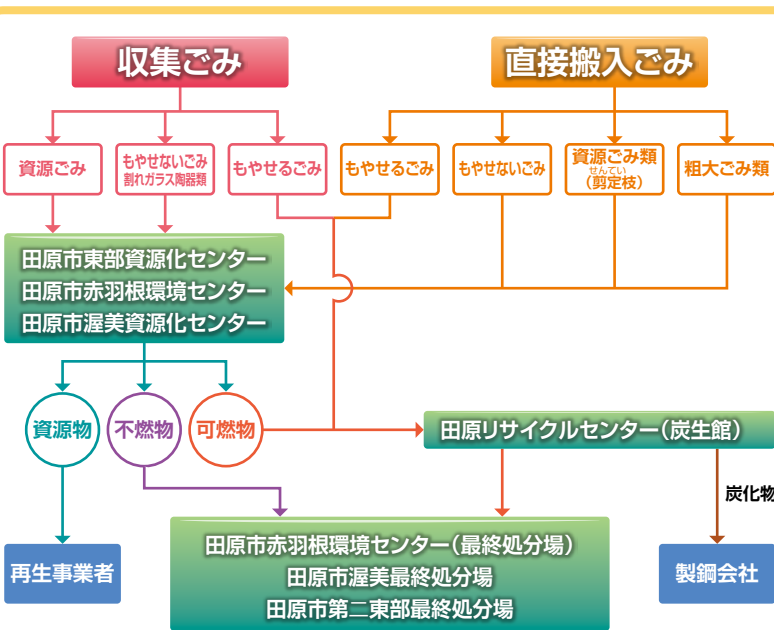 収集ごみ
直接搬入ごみ
資源ごみ
もやせないごみ
割れガラス陶器類
もやせるごみ
もやせるごみ
もやせないごみ
資源ごみ類
せんてい
（剪定枝）
粗大ごみ類
田原市東部資源化センター
田原市赤羽根環境センター
田原市渥美資源化センター
資源物
不燃物
可燃物
田原リサイクルセンター（炭生館）
炭化物
再生事業者
田原市赤羽根環境センター（最終処分場）
田原市渥美最終処分場
田原市第二東部最終処分場
製鋼会社